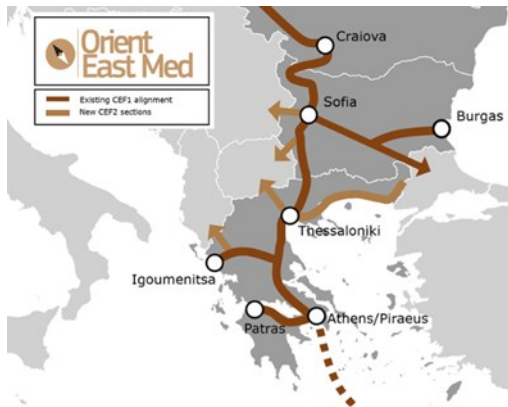 Orient
East Med
Existing CEF1 alignment
New CEF2 sections
Craiova
Sofia
Burgas
Thessaloniki
Igoumenitsa
Patras
Athens/Piraeus